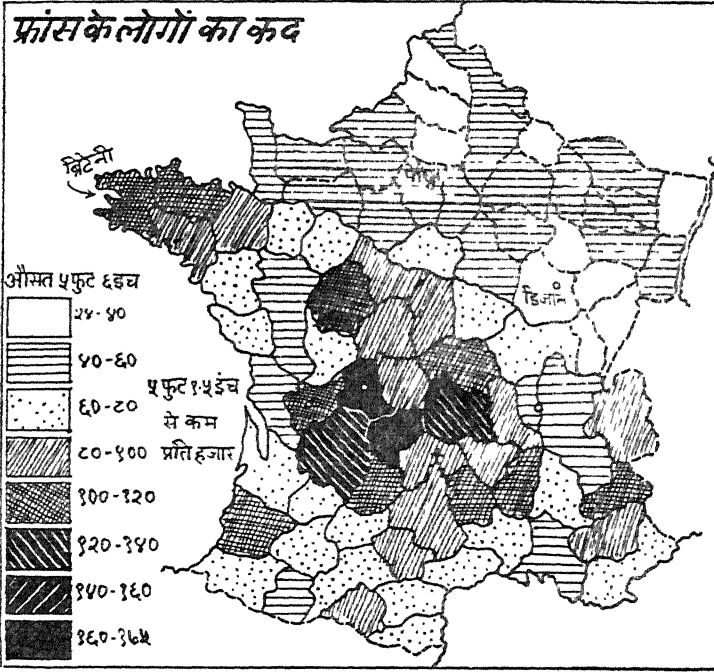 फ्रांस के लोगों का कद
ब्रिटेनी
डिजॉन
औसत ५ फुट ६ इंच
२४-४०
४०-६०
६०-८०
८०-१००
१००-१२०
१२०-१४०
१४०-१६०
१६०-१६५
५ फुट १.५ इंच
से कम
प्रति हजार